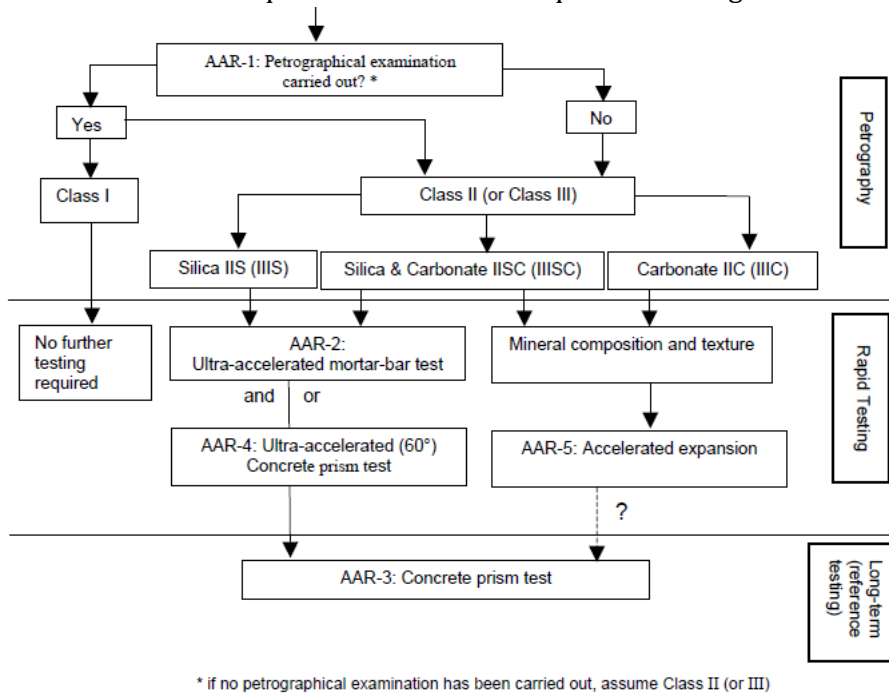 AAR-1: Petrographical examination
carried out? *
Yes
No
Petrography
Class I
Class II (or Class III)
Silica IIS (IIIS)
Silica & Carbonate IISC (IIISC)
Carbonate IIC (IIIC)
No further
testing
required
AAR-2:
Ultra-accelerated mortar-bar test
Mineral composition and texture
Rapid Testing
and or
AAR-4: Ultra-accelerated (60°)
Concrete prism test
AAR-5: Accelerated expansion
?
AAR-3: Concrete prism test
Long-term
(reference
testing)
* if no petrographical examination has been carried out, assume Class II (or III)